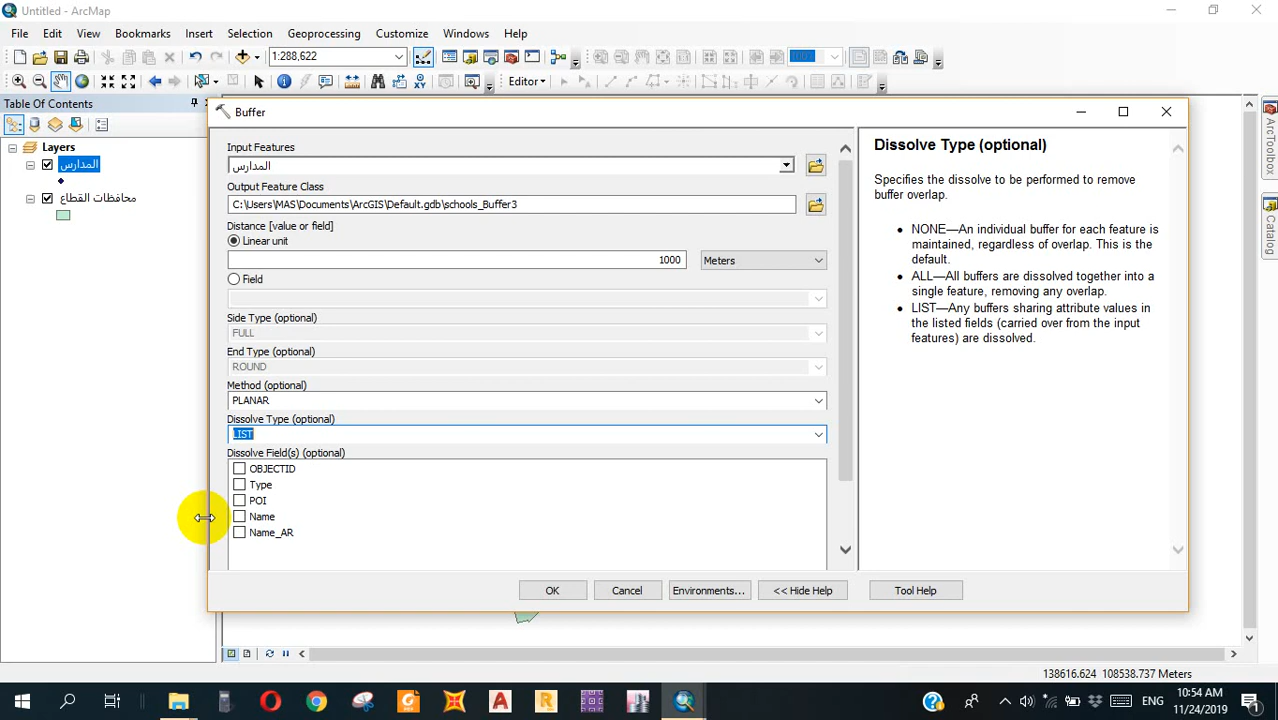 Untitled - ArcMap
File Edit View Bookmarks Insert Selection Geoprocessing Customize Windows Help
1:288,622
100%
Editor
Table Of Contents
Layers
المدارس
محافظات القطاع
Buffer
Input Features
المدارس
Output Feature Class
C:\Users\MAS\Documents\ArcGIS\Default.gdb\schools_Buffer3
Distance [value or field]
Linear unit
1000 Meters
Field
Side Type (optional)
FULL
End Type (optional)
ROUND
Method (optional)
PLANAR
Dissolve Type (optional)
LIST
Dissolve Field(s) (optional)
OBJECTID
Type
POI
Name
Name_AR
OK Cancel Environments... << Hide Help Tool Help
Dissolve Type (optional)
Specifies the dissolve to be performed to remove
buffer overlap.
• NONE—An individual buffer for each feature is
maintained, regardless of overlap. This is the
default.
• ALL—All buffers are dissolved together into a
single feature, removing any overlap.
• LIST—Any buffers sharing attribute values in
the listed fields (carried over from the input
features) are dissolved.
ArcToolbox
Catalog
138616.624 108538.737 Meters
ENG
10:54 AM
11/24/2019